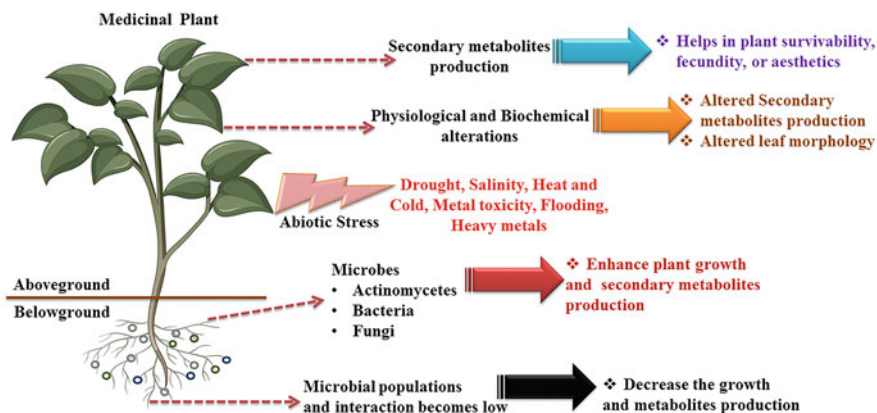 Medicinal Plant
Secondary metabolites
production
❖ Helps in plant survivability,
fecundity, or aesthetics
Physiological and Biochemical
alterations
❖ Altered Secondary
metabolites production
❖ Altered leaf morphology
Abiotic Stress
Drought, Salinity, Heat and
Cold, Metal toxicity, Flooding,
Heavy metals
Aboveground
Belowground
Microbes
• Actinomycetes
• Bacteria
• Fungi
❖ Enhance plant growth
and secondary metabolites
production
Microbial populations
and interaction becomes low
❖ Decrease the growth
and metabolites production